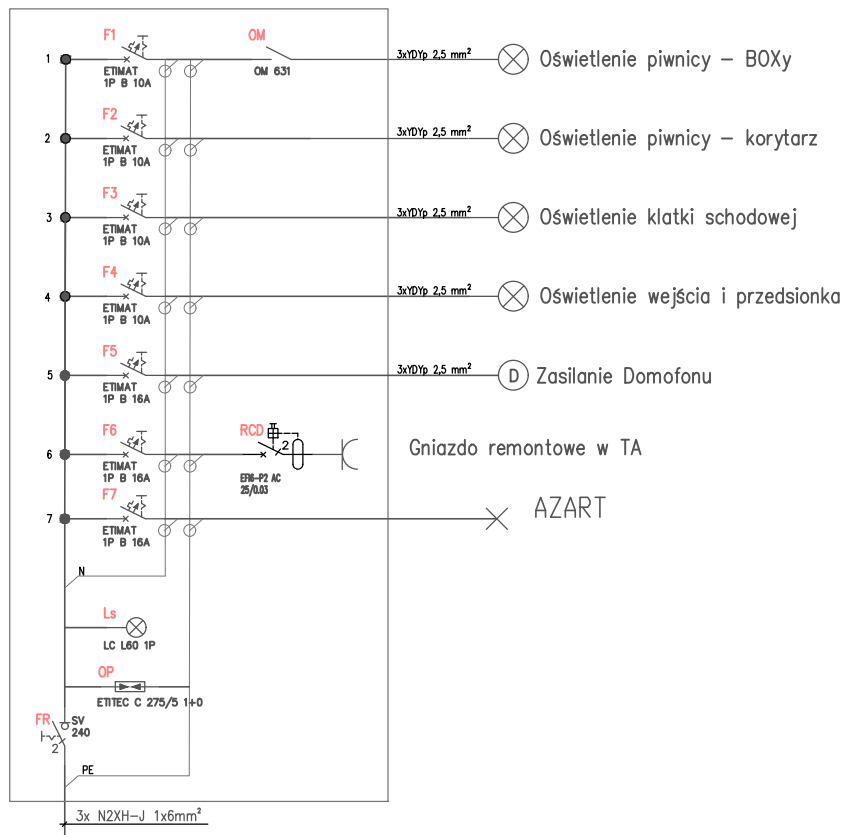 F1 OM
1 3xYDYp 2,5 mm² Oświetlenie piwnicy – BOXy
ETIMAT OM 631
1P B 10A
F2
2 3xYDYp 2,5 mm² Oświetlenie piwnicy – korytarz
ETIMAT
1P B 10A
F3
3 3xYDYp 2,5 mm² Oświetlenie klatki schodowej
ETIMAT
1P B 10A
F4
4 3xYDYp 2,5 mm² Oświetlenie wejścia i przedsionka
ETIMAT
1P B 10A
F5
5 3xYDYp 2,5 mm² D Zasilanie Domofonu
ETIMAT
1P B 16A
F6 RCD
6 2 Gniazdo remontowe w TA
ETIMAT EFI6-P2 AC
1P B 16A 25/0.03
F7
7 AZART
ETIMAT
1P B 16A
N
Ls
LC L60 1P
OP
ETITEC C 275/5 1+0
FR SV
240
2
PE
3x N2XH-J 1x6mm²